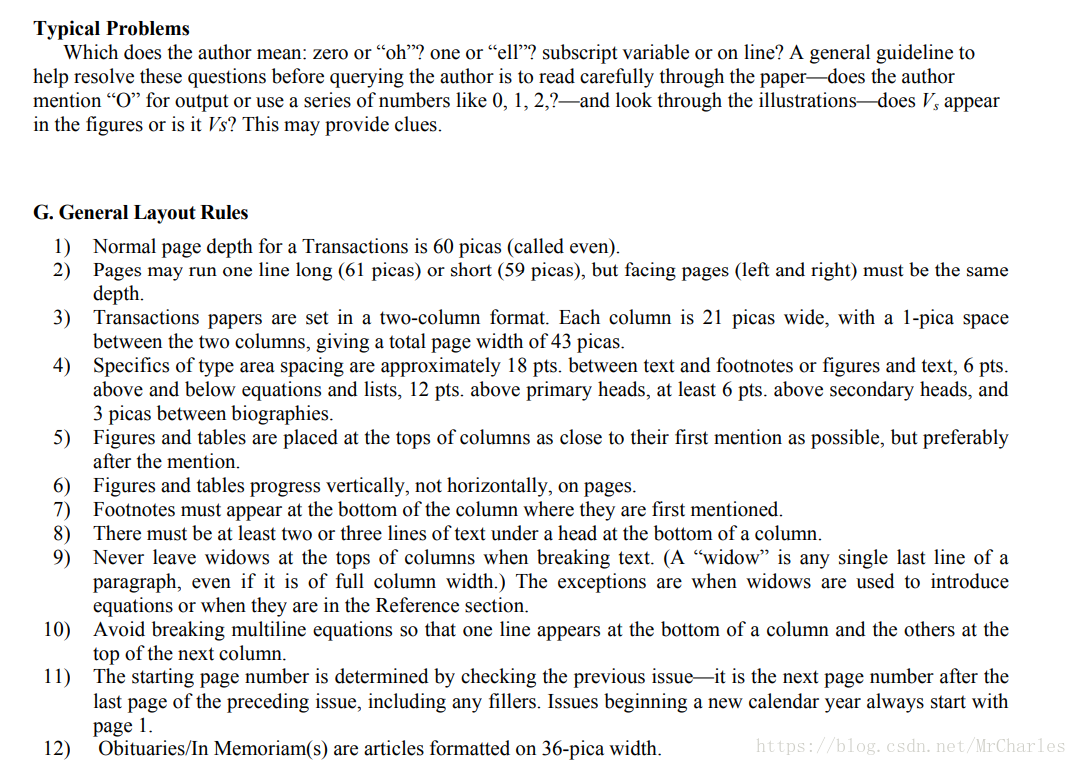 Typical Problems
Which does the author mean: zero or “oh”? one or “ell”? subscript variable or on line? A general guideline to
help resolve these questions before querying the author is to read carefully through the paper—does the author
mention “O” for output or use a series of numbers like 0, 1, 2,?—and look through the illustrations—does Vs appear
in the figures or is it Vs? This may provide clues.
G. General Layout Rules
1) Normal page depth for a Transactions is 60 picas (called even).
2) Pages may run one line long (61 picas) or short (59 picas), but facing pages (left and right) must be the same
depth.
3) Transactions papers are set in a two-column format. Each column is 21 picas wide, with a 1-pica space
between the two columns, giving a total page width of 43 picas.
4) Specifics of type area spacing are approximately 18 pts. between text and footnotes or figures and text, 6 pts.
above and below equations and lists, 12 pts. above primary heads, at least 6 pts. above secondary heads, and
3 picas between biographies.
5) Figures and tables are placed at the tops of columns as close to their first mention as possible, but preferably
after the mention.
6) Figures and tables progress vertically, not horizontally, on pages.
7) Footnotes must appear at the bottom of the column where they are first mentioned.
8) There must be at least two or three lines of text under a head at the bottom of a column.
9) Never leave widows at the tops of columns when breaking text. (A “widow” is any single last line of a
paragraph, even if it is of full column width.) The exceptions are when widows are used to introduce
equations or when they are in the Reference section.
10) Avoid breaking multiline equations so that one line appears at the bottom of a column and the others at the
top of the next column.
11) The starting page number is determined by checking the previous issue—it is the next page number after the
last page of the preceding issue, including any fillers. Issues beginning a new calendar year always start with
page 1.
12) Obituaries/In Memoriam(s) are articles formatted on 36-pica width.
https://blog.csdn.net/MrCharles